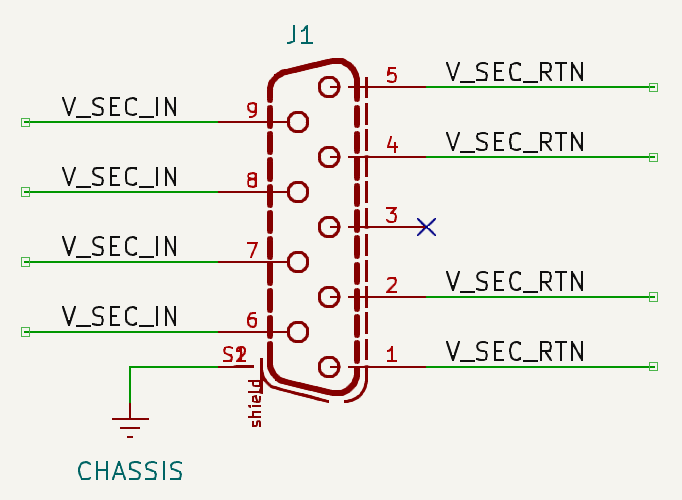 J1
5 V_SEC_RTN
V_SEC_IN 9
4 V_SEC_RTN
V_SEC_IN 8
3
V_SEC_IN 7
2 V_SEC_RTN
V_SEC_IN 6
1 V_SEC_RTN
shield
CHASSIS